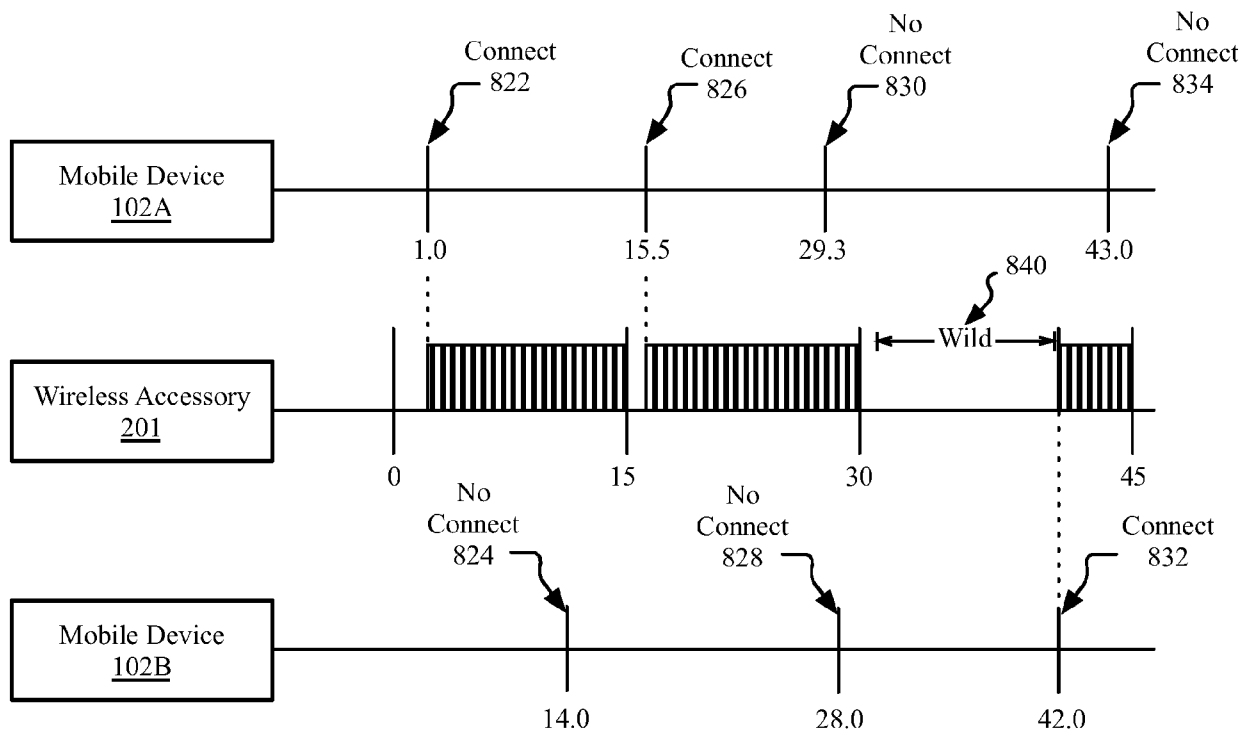 Connect
822
Connect
826
No
Connect
830
No
Connect
834
Mobile Device
102A
1.0
15.5
29.3
43.0
840
Wild
Wireless Accessory
201
0
15
30
45
No
Connect
824
No
Connect
828
Connect
832
Mobile Device
102B
14.0
28.0
42.0